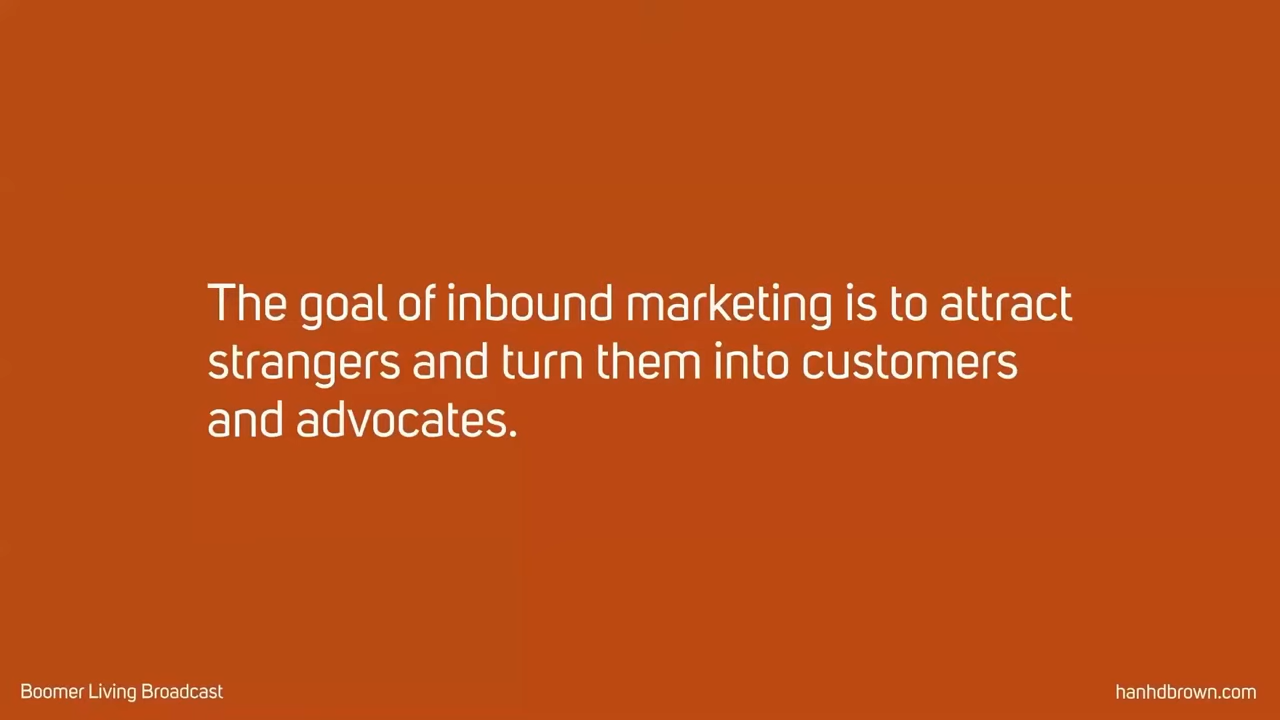 The goal of inbound marketing is to attract
strangers and turn them into customers
and advocates.
Boomer Living Broadcast
hanhdbrown.com